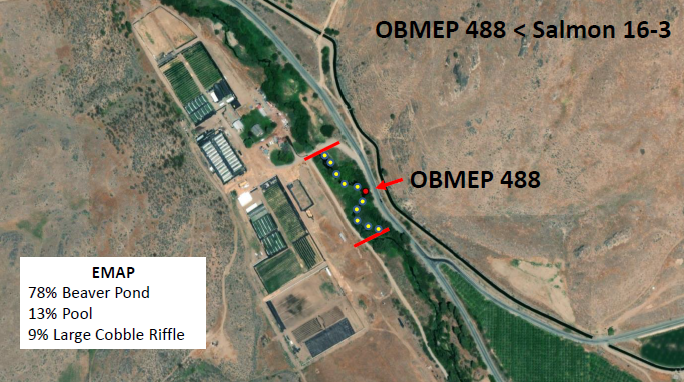 OBMEP 488 < Salmon 16-3
OBMEP 488
EMAP
78% Beaver Pond
13% Pool
9% Large Cobble Riffle